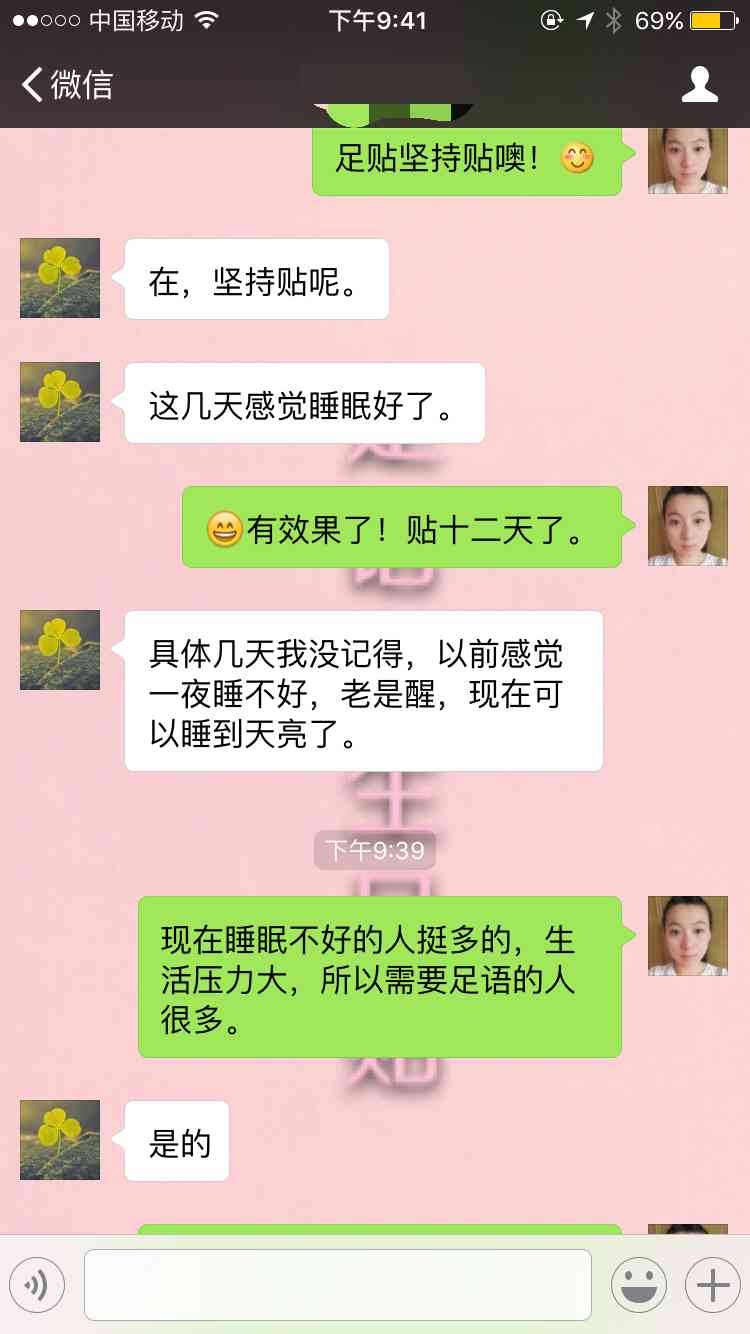 中国移动 下午9:41 69%
微信
足贴坚持贴噢！😊
在，坚持贴呢。
这几天感觉睡眠好了。
😄有效果了！贴十二天了。
具体几天我没记得，以前感觉
一夜睡不好，老是醒，现在可
以睡到天亮了。
下午9:39
现在睡眠不好的人挺多的，生
活压力大，所以需要足语的人
很多。
是的